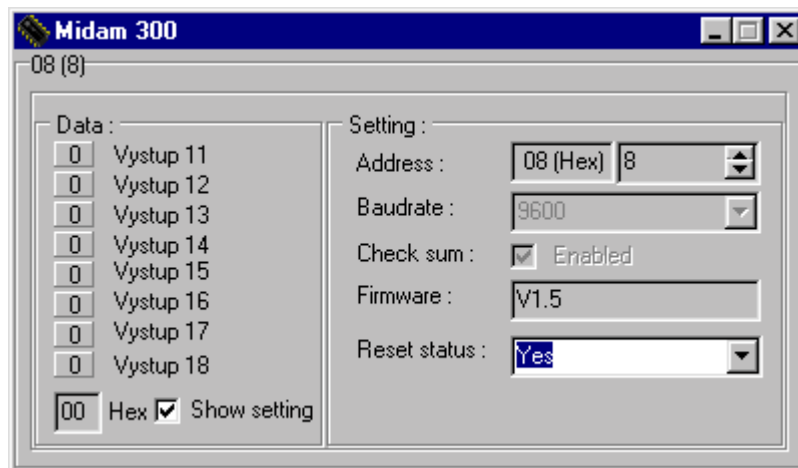 Midam 300
08 (8)
Data :
0 Vystup 11
0 Vystup 12
0 Vystup 13
0 Vystup 14
0 Vystup 15
0 Vystup 16
0 Vystup 17
0 Vystup 18
00 Hex Show setting
Setting :
Address : 08 (Hex) 8
Baudrate : 9600
Check sum : Enabled
Firmware : V1.5
Reset status : Yes